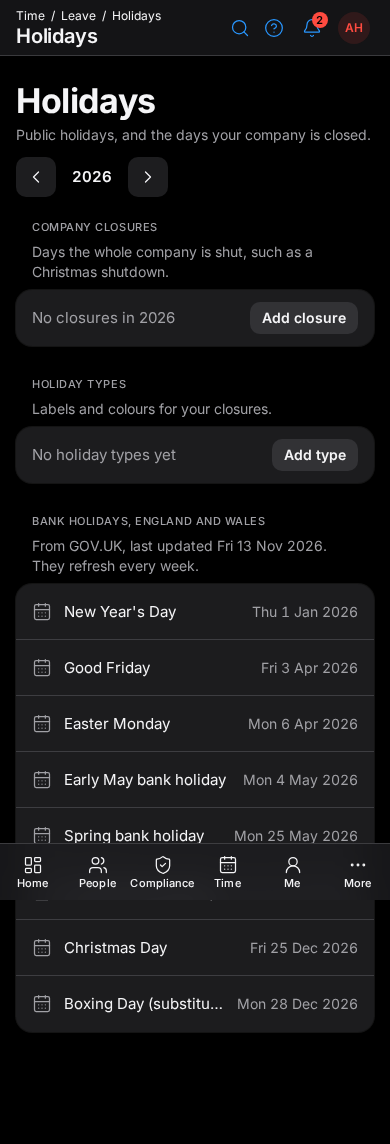 Time / Leave / Holidays
Holidays
2
AH
Holidays
Public holidays, and the days your company is closed.
2026
COMPANY CLOSURES
Days the whole company is shut, such as a
Christmas shutdown.
No closures in 2026
Add closure
HOLIDAY TYPES
Labels and colours for your closures.
No holiday types yet
Add type
BANK HOLIDAYS, ENGLAND AND WALES
From GOV.UK, last updated Fri 13 Nov 2026.
They refresh every week.
New Year's Day Thu 1 Jan 2026
Good Friday Fri 3 Apr 2026
Easter Monday Mon 6 Apr 2026
Early May bank holiday Mon 4 May 2026
Spring bank holiday Mon 25 May 2026
Home People Compliance Time Me More
Christmas Day Fri 25 Dec 2026
Boxing Day (substitu... Mon 28 Dec 2026